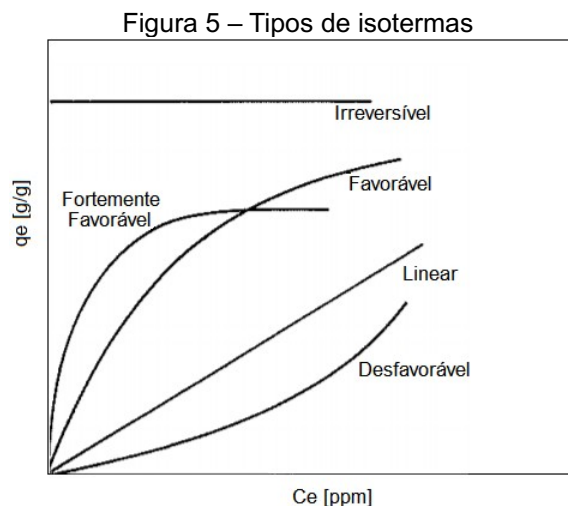 Figura 5 – Tipos de isotermas
Irreversível
Favorável
Fortemente
Favorável
Linear
Desfavorável
qe [g/g]
Ce [ppm]